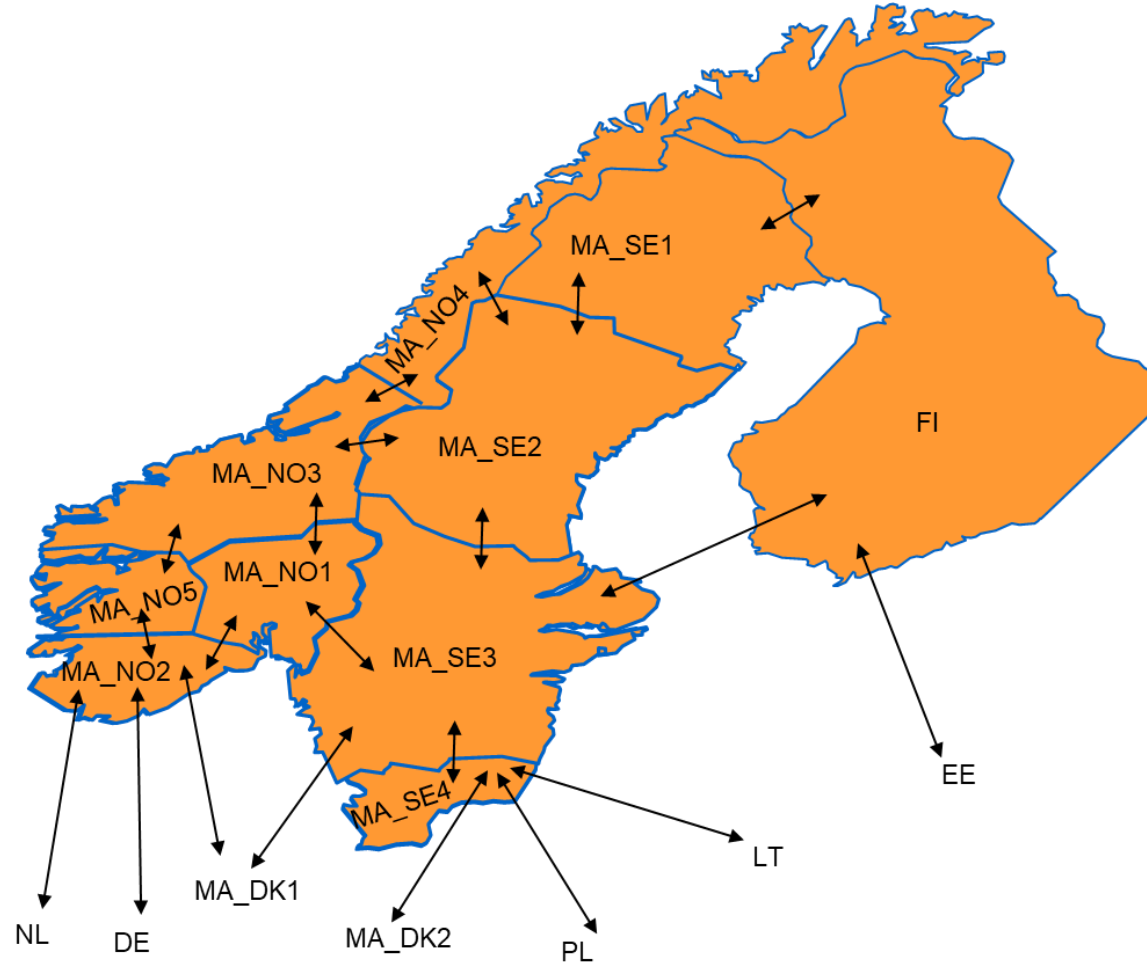 MA_SE1
MA_NO4
FI
MA_SE2
MA_NO3
MA_NO1
MA_NO5
MA_SE3
MA_NO2
EE
MA_SE4
LT
MA_DK1
NL
DE
MA_DK2
PL